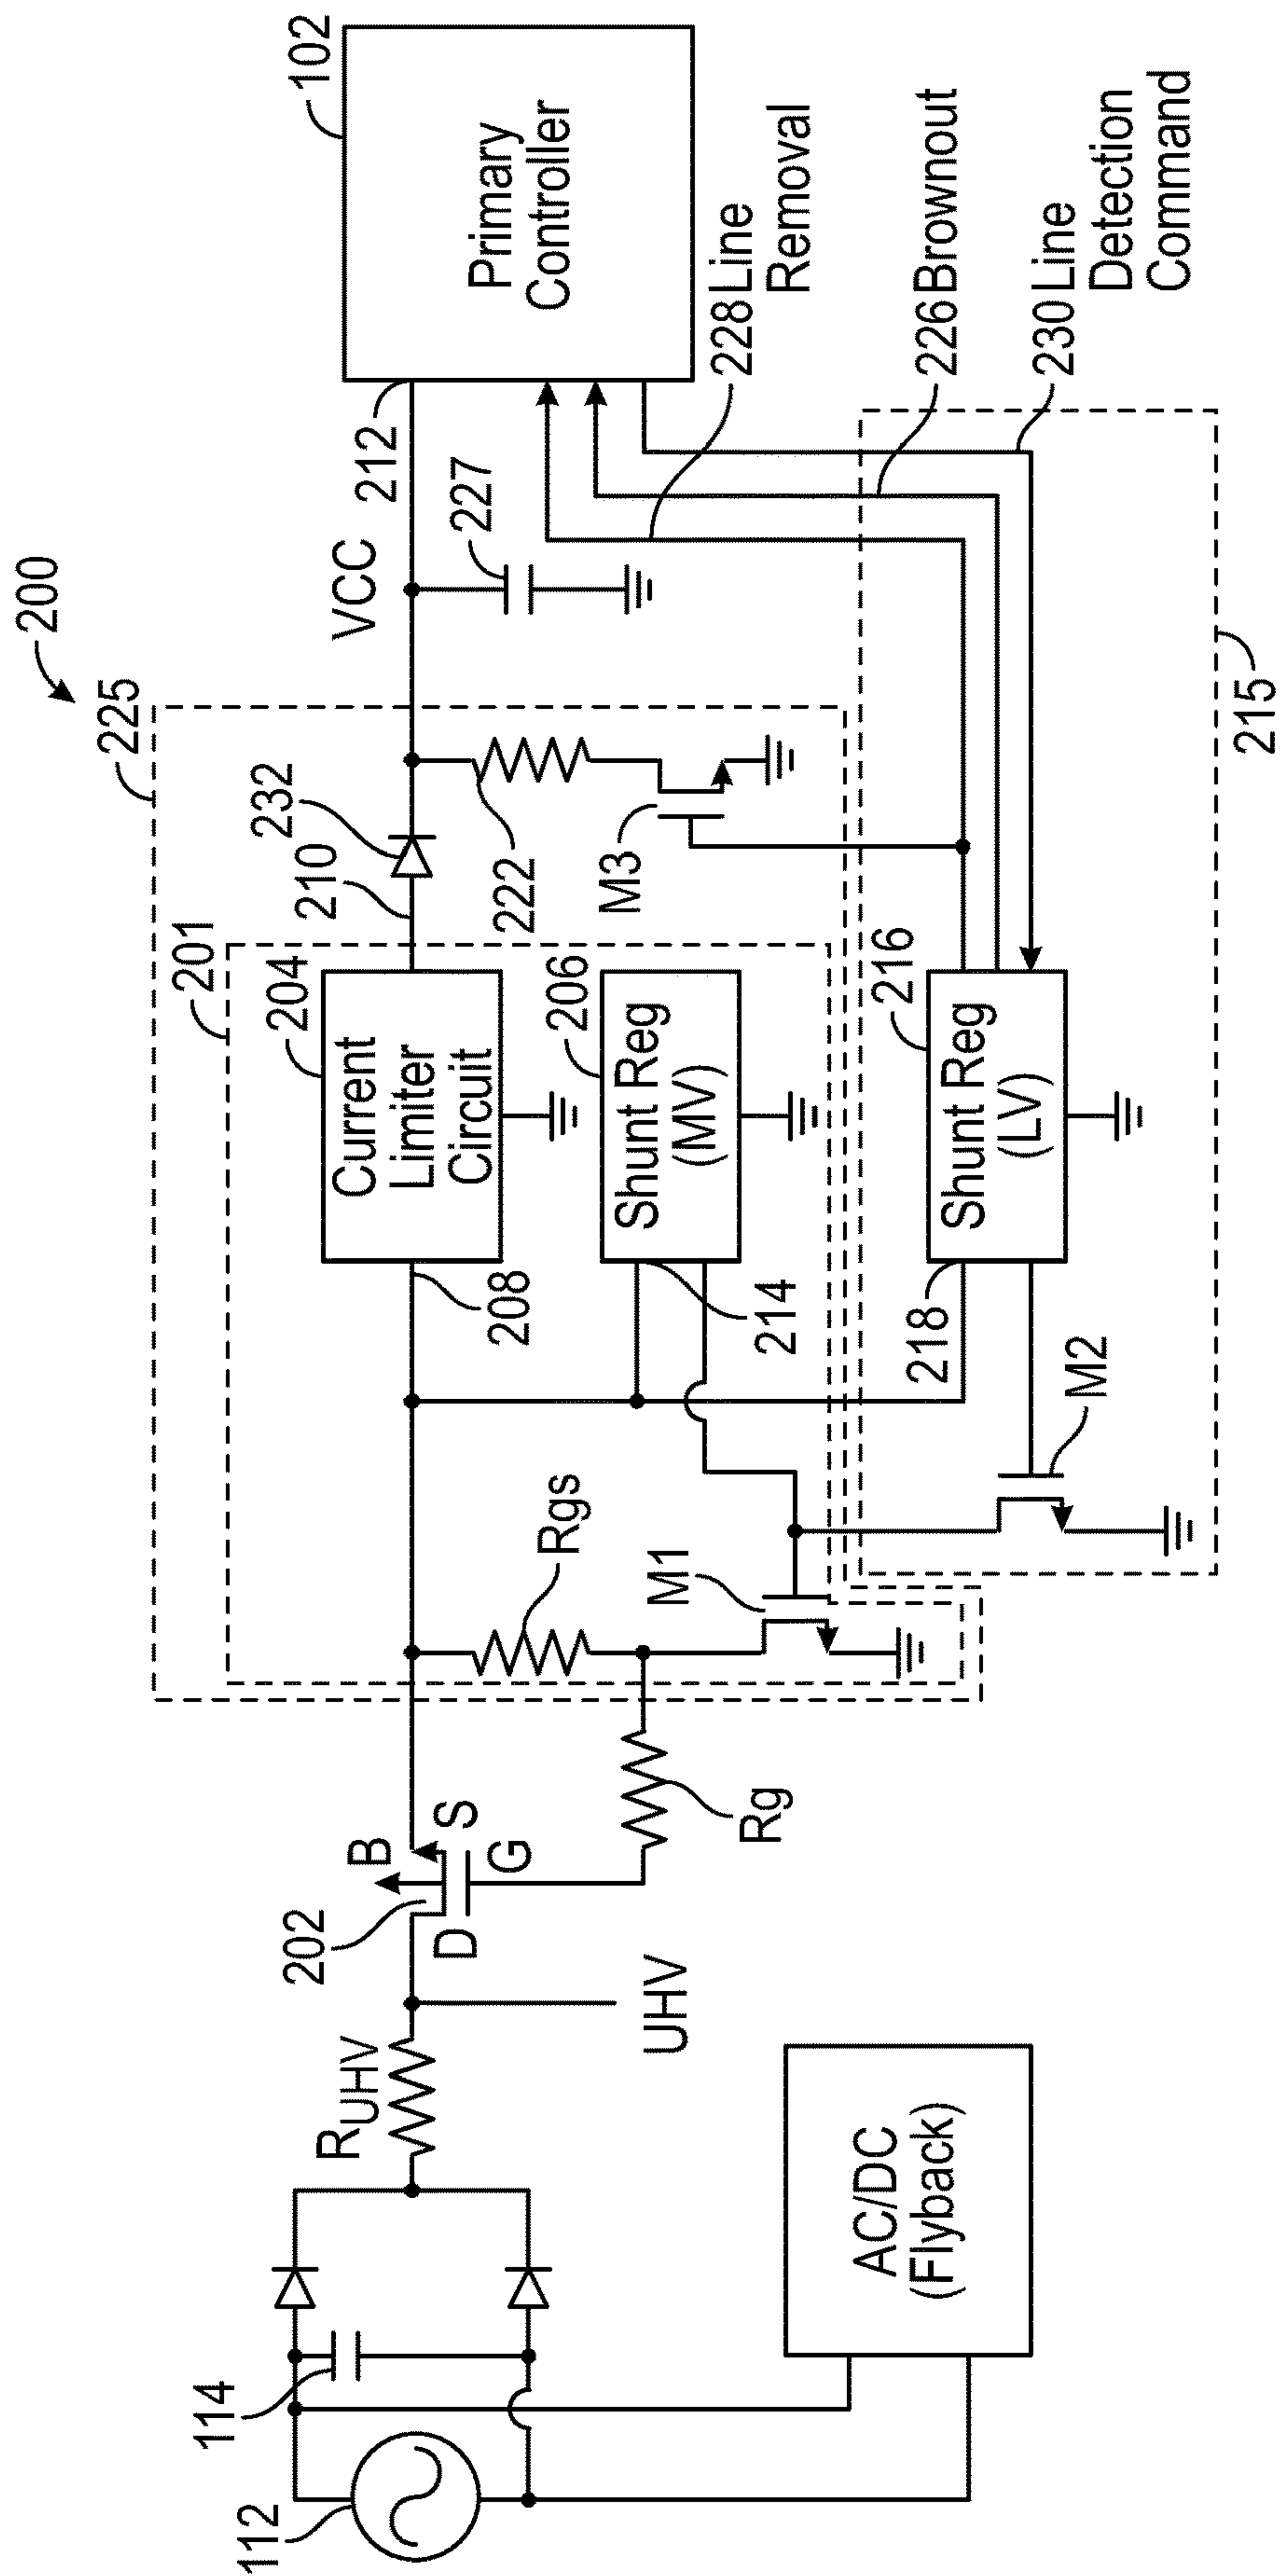 200
225
201
112
114
R_UHV
UHV
202
B
D
S
G
Rg
Rgs
M1
208
204
Current
Limiter
Circuit
210
232
VCC
212
102
Primary
Controller
206
Shunt Reg
(MV)
214
222
M3
227
228 Line
Removal
226 Brownout
230 Line
Detection
Command
AC/DC
(Flyback)
M2
218
216
Shunt Reg
(LV)
215